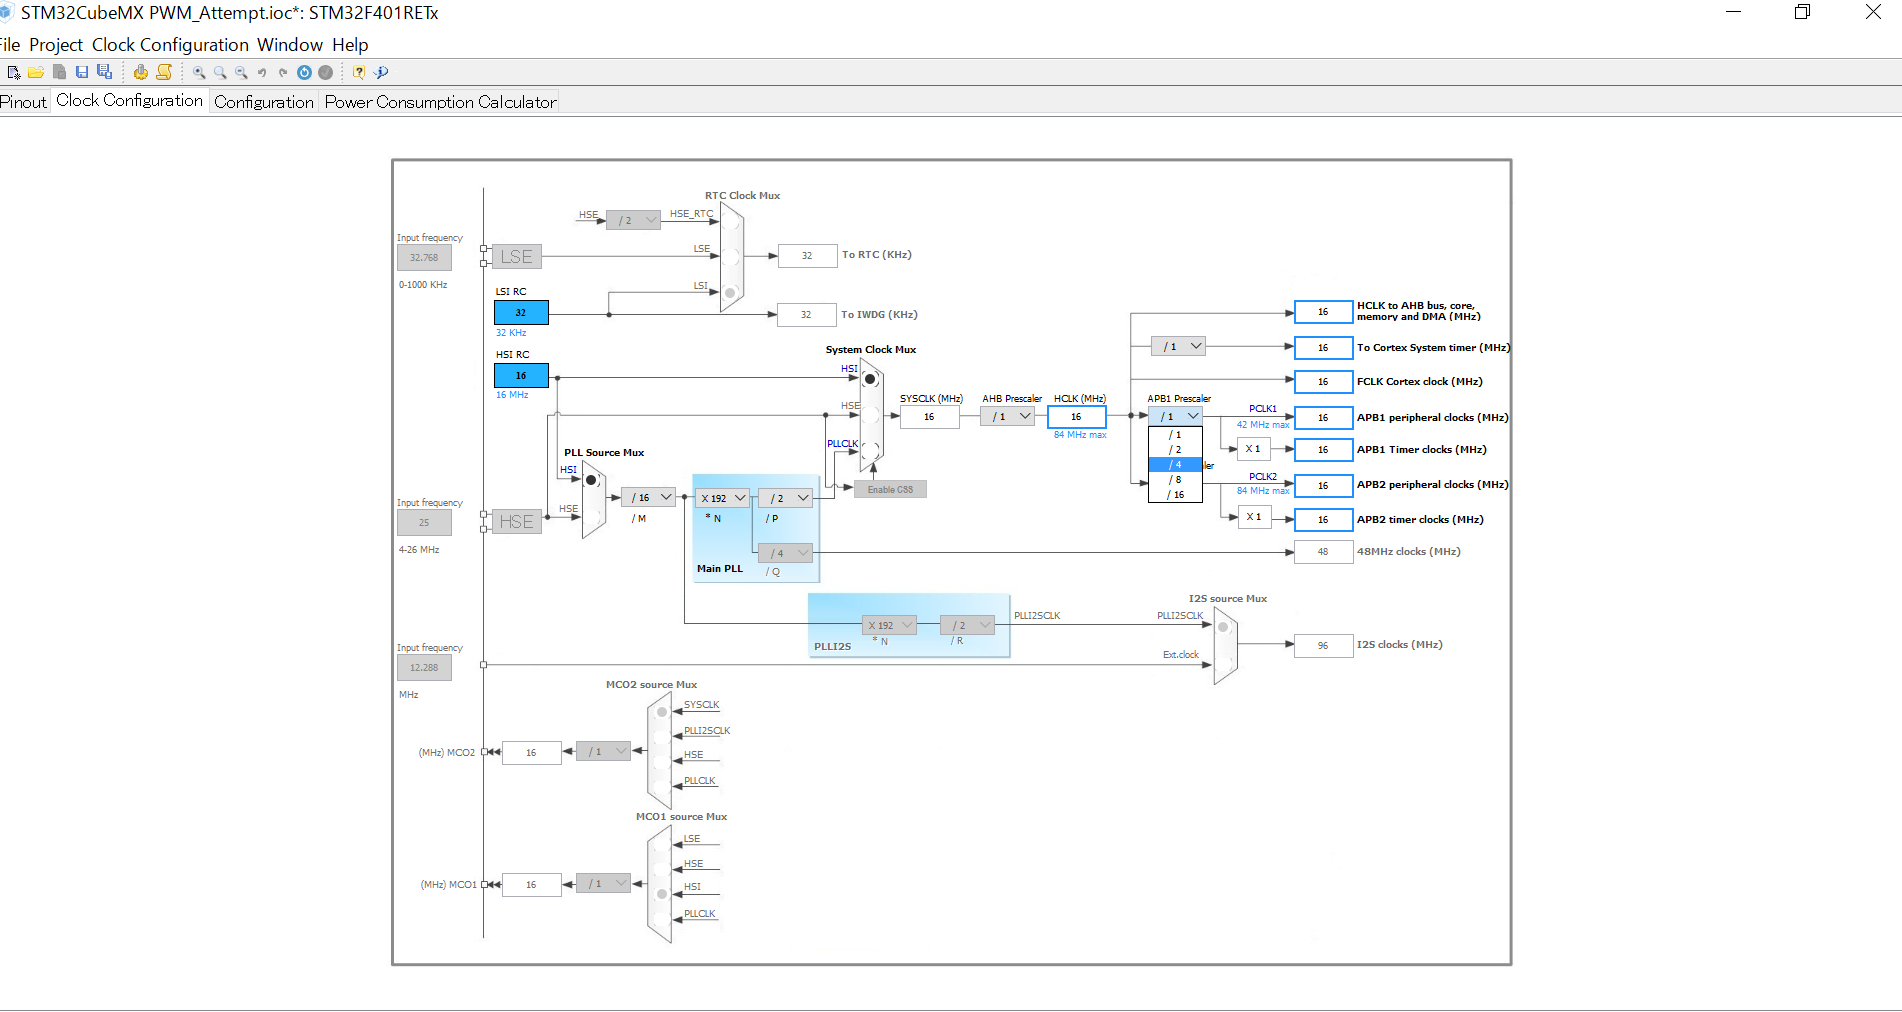 STM32CubeMX PWM_Attempt.ioc*: STM32F401RETx
File Project Clock Configuration Window Help
Pinout Clock Configuration Configuration Power Consumption Calculator
RTC Clock Mux
HSE
/ 2
HSE_RTC
Input frequency
32.768
0-1000 KHz
LSE
LSE
32
To RTC (KHz)
LSI RC
32
32 KHz
LSI
32
To IWDG (KHz)
HSI RC
16
16 MHz
System Clock Mux
HSI
HSE
PLLCLK
Enable CSS
SYSCLK (MHz)
16
AHB Prescaler
/ 1
HCLK (MHz)
16
84 MHz max
16
HCLK to AHB bus, core,
memory and DMA (MHz)
/ 1
16
To Cortex System timer (MHz)
16
FCLK Cortex clock (MHz)
APB1 Prescaler
/ 1
/ 1
/ 2
/ 4
/ 8
/ 16
ler
PCLK1
42 MHz max
16
APB1 peripheral clocks (MHz)
X 1
16
APB1 Timer clocks (MHz)
PCLK2
84 MHz max
16
APB2 peripheral clocks (MHz)
X 1
16
APB2 timer clocks (MHz)
48
48MHz clocks (MHz)
PLL Source Mux
HSI
HSE
Input frequency
25
4-26 MHz
HSE
/ 16
/ M
X 192
* N
/ 2
/ P
/ 4
/ Q
Main PLL
X 192
* N
/ 2
/ R
PLLI2S
PLLI2SCLK
I2S source Mux
PLLI2SCLK
Ext.clock
96
I2S clocks (MHz)
Input frequency
12.288
MHz
MCO2 source Mux
SYSCLK
PLLI2SCLK
HSE
PLLCLK
(MHz) MCO2
16
/ 1
MCO1 source Mux
LSE
HSE
HSI
PLLCLK
(MHz) MCO1
16
/ 1